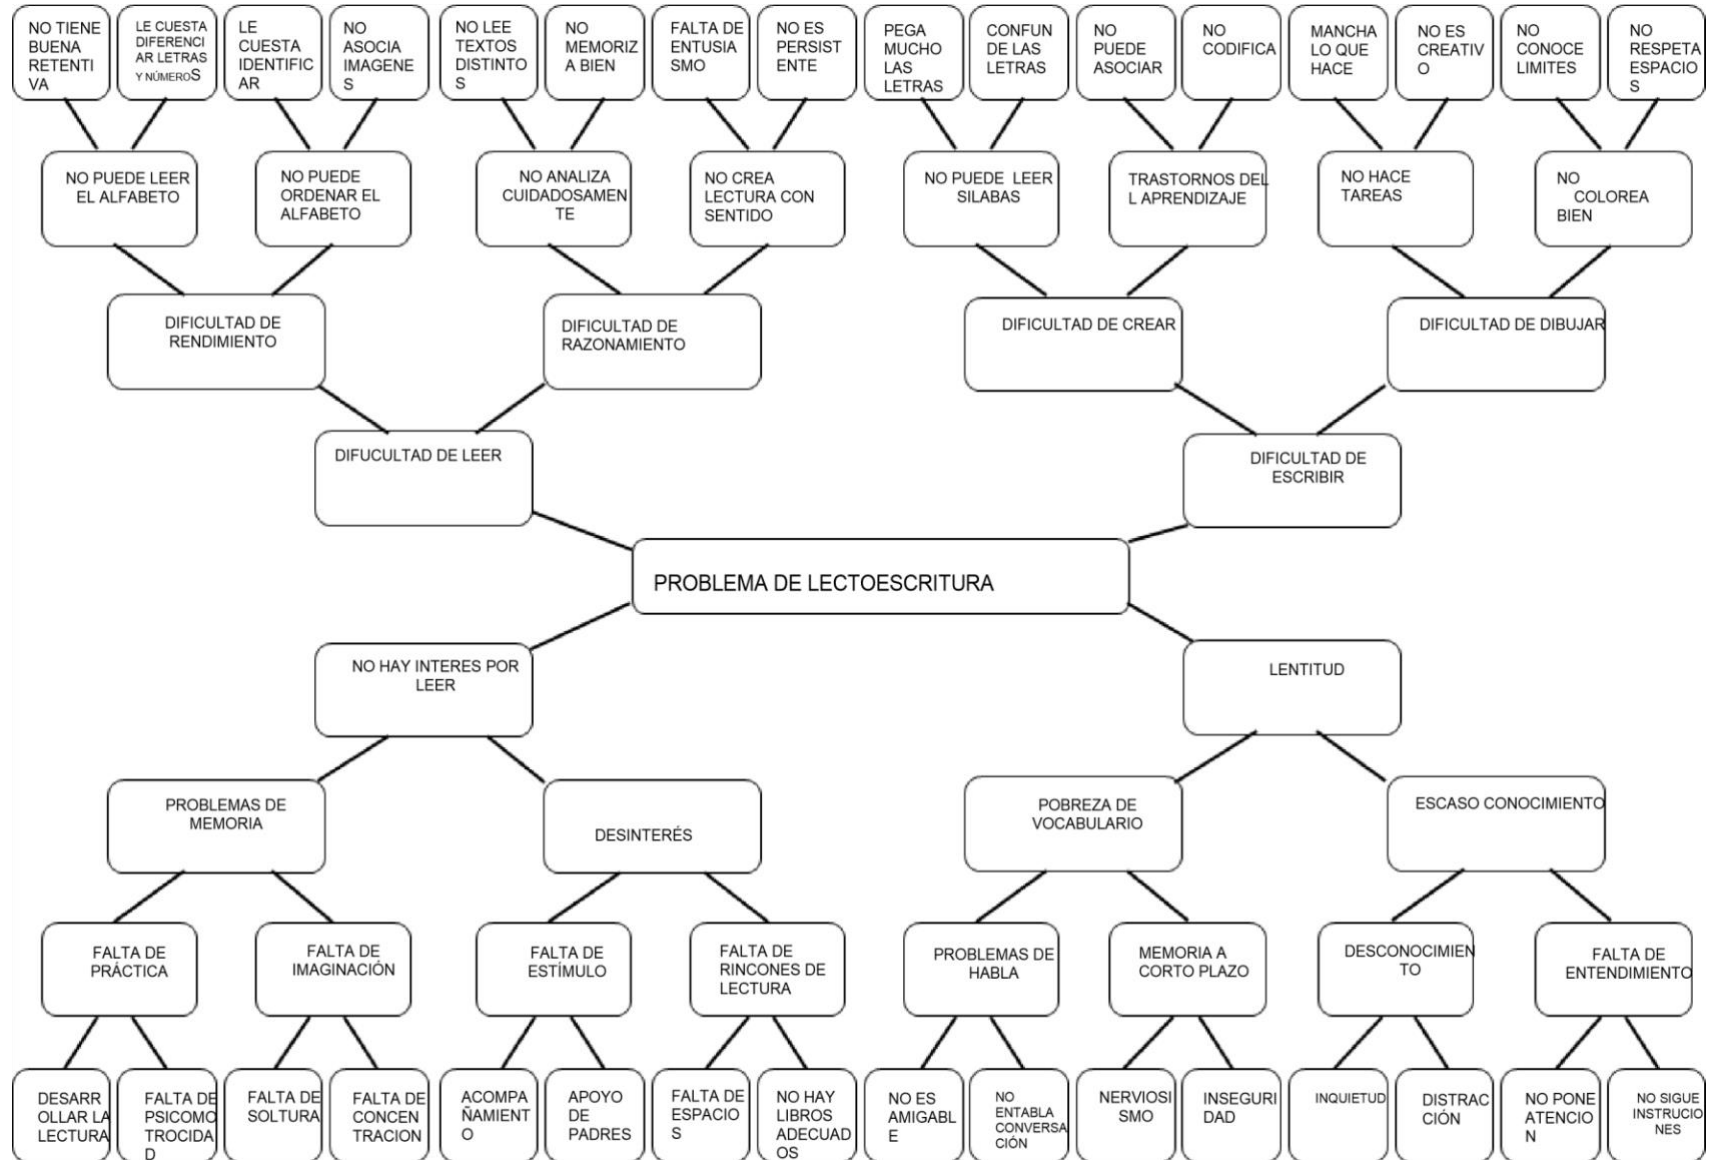 NO TIENE
BUENA
RETENTI
VA
LE CUESTA
DIFERENCI
AR LETRAS
Y NÚMEROS
LE
CUESTA
IDENTIFIC
AR
NO
ASOCIA
IMAGENE
S
NO LEE
TEXTOS
DISTINTO
S
NO
MEMORIZ
A BIEN
FALTA DE
ENTUSIA
SMO
NO ES
PERSIST
ENTE
PEGA
MUCHO
LAS
LETRAS
CONFUN
DE LAS
LETRAS
NO
PUEDE
ASOCIAR
NO
CODIFICA
MANCHA
LO QUE
HACE
NO ES
CREATIV
O
NO
CONOCE
LIMITES
NO
RESPETA
ESPACIO
S
NO PUEDE LEER
EL ALFABETO
NO PUEDE
ORDENAR EL
ALFABETO
NO ANALIZA
CUIDADOSAMEN
TE
NO CREA
LECTURA CON
SENTIDO
NO PUEDE LEER
SILABAS
TRASTORNOS DEL
L APRENDIZAJE
NO HACE
TAREAS
NO
COLOREA
BIEN
DIFICULTAD DE
RENDIMIENTO
DIFICULTAD DE
RAZONAMIENTO
DIFICULTAD DE CREAR
DIFICULTAD DE DIBUJAR
DIFUCULTAD DE LEER
DIFICULTAD DE
ESCRIBIR
PROBLEMA DE LECTOESCRITURA
NO HAY INTERES POR
LEER
LENTITUD
PROBLEMAS DE
MEMORIA
DESINTERÉS
POBREZA DE
VOCABULARIO
ESCASO CONOCIMIENTO
FALTA DE
PRÁCTICA
FALTA DE
IMAGINACIÓN
FALTA DE
ESTÍMULO
FALTA DE
RINCONES DE
LECTURA
PROBLEMAS DE
HABLA
MEMORIA A
CORTO PLAZO
DESCONOCIMIEN
TO
FALTA DE
ENTENDIMIENTO
DESARR
OLLAR LA
LECTURA
FALTA DE
PSICOMO
TROCIDA
D
FALTA DE
SOLTURA
FALTA DE
CONCEN
TRACION
ACOMPA
ÑAMIENT
O
APOYO
DE
PADRES
FALTA DE
ESPACIO
S
NO HAY
LIBROS
ADECUAD
OS
NO ES
AMIGABL
E
NO
ENTABLA
CONVERSA
CIÓN
NERVIOSI
SMO
INSEGURI
DAD
INQUIETUD
DISTRAC
CIÓN
NO PONE
ATENCIO
N
NO SIGUE
INSTRUCIO
NES